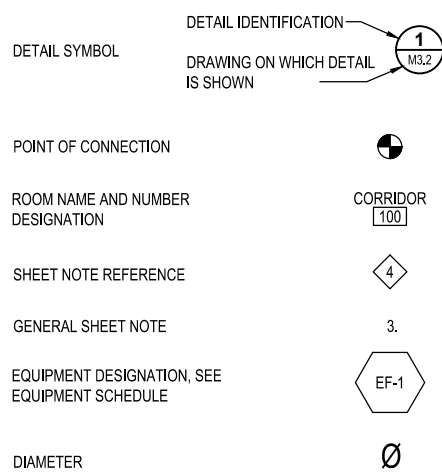 DETAIL IDENTIFICATION
DETAIL SYMBOL
1
M3.2
DRAWING ON WHICH DETAIL
IS SHOWN
POINT OF CONNECTION
ROOM NAME AND NUMBER
DESIGNATION
CORRIDOR
100
SHEET NOTE REFERENCE
4
GENERAL SHEET NOTE
3.
EQUIPMENT DESIGNATION, SEE
EQUIPMENT SCHEDULE
EF-1
DIAMETER
Ø